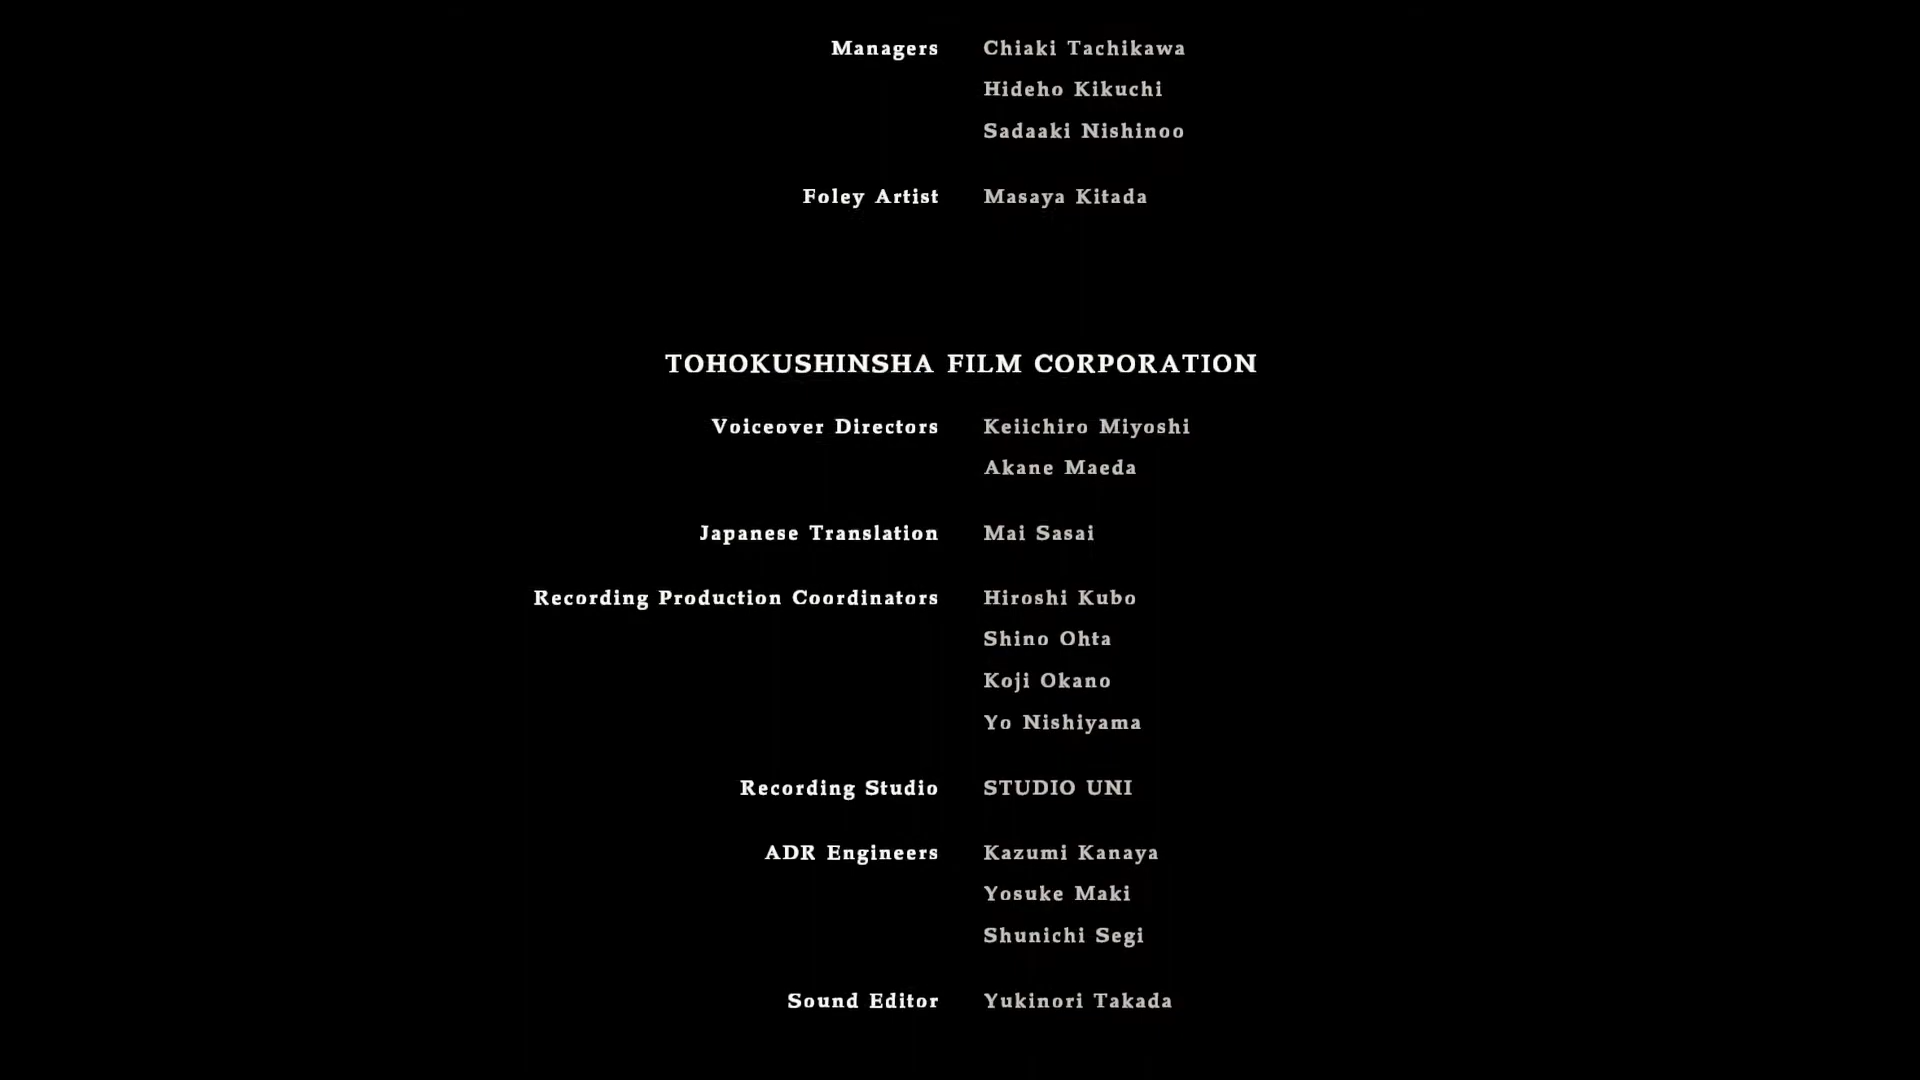 Managers Chiaki Tachikawa
Hideho Kikuchi
Sadaaki Nishinoo
Foley Artist Masaya Kitada
TOHOKUSHINSHA FILM CORPORATION
Voiceover Directors Keiichiro Miyoshi
Akane Maeda
Japanese Translation Mai Sasai
Recording Production Coordinators Hiroshi Kubo
Shino Ohta
Koji Okano
Yo Nishiyama
Recording Studio STUDIO UNI
ADR Engineers Kazumi Kanaya
Yosuke Maki
Shunichi Segi
Sound Editor Yukinori Takada